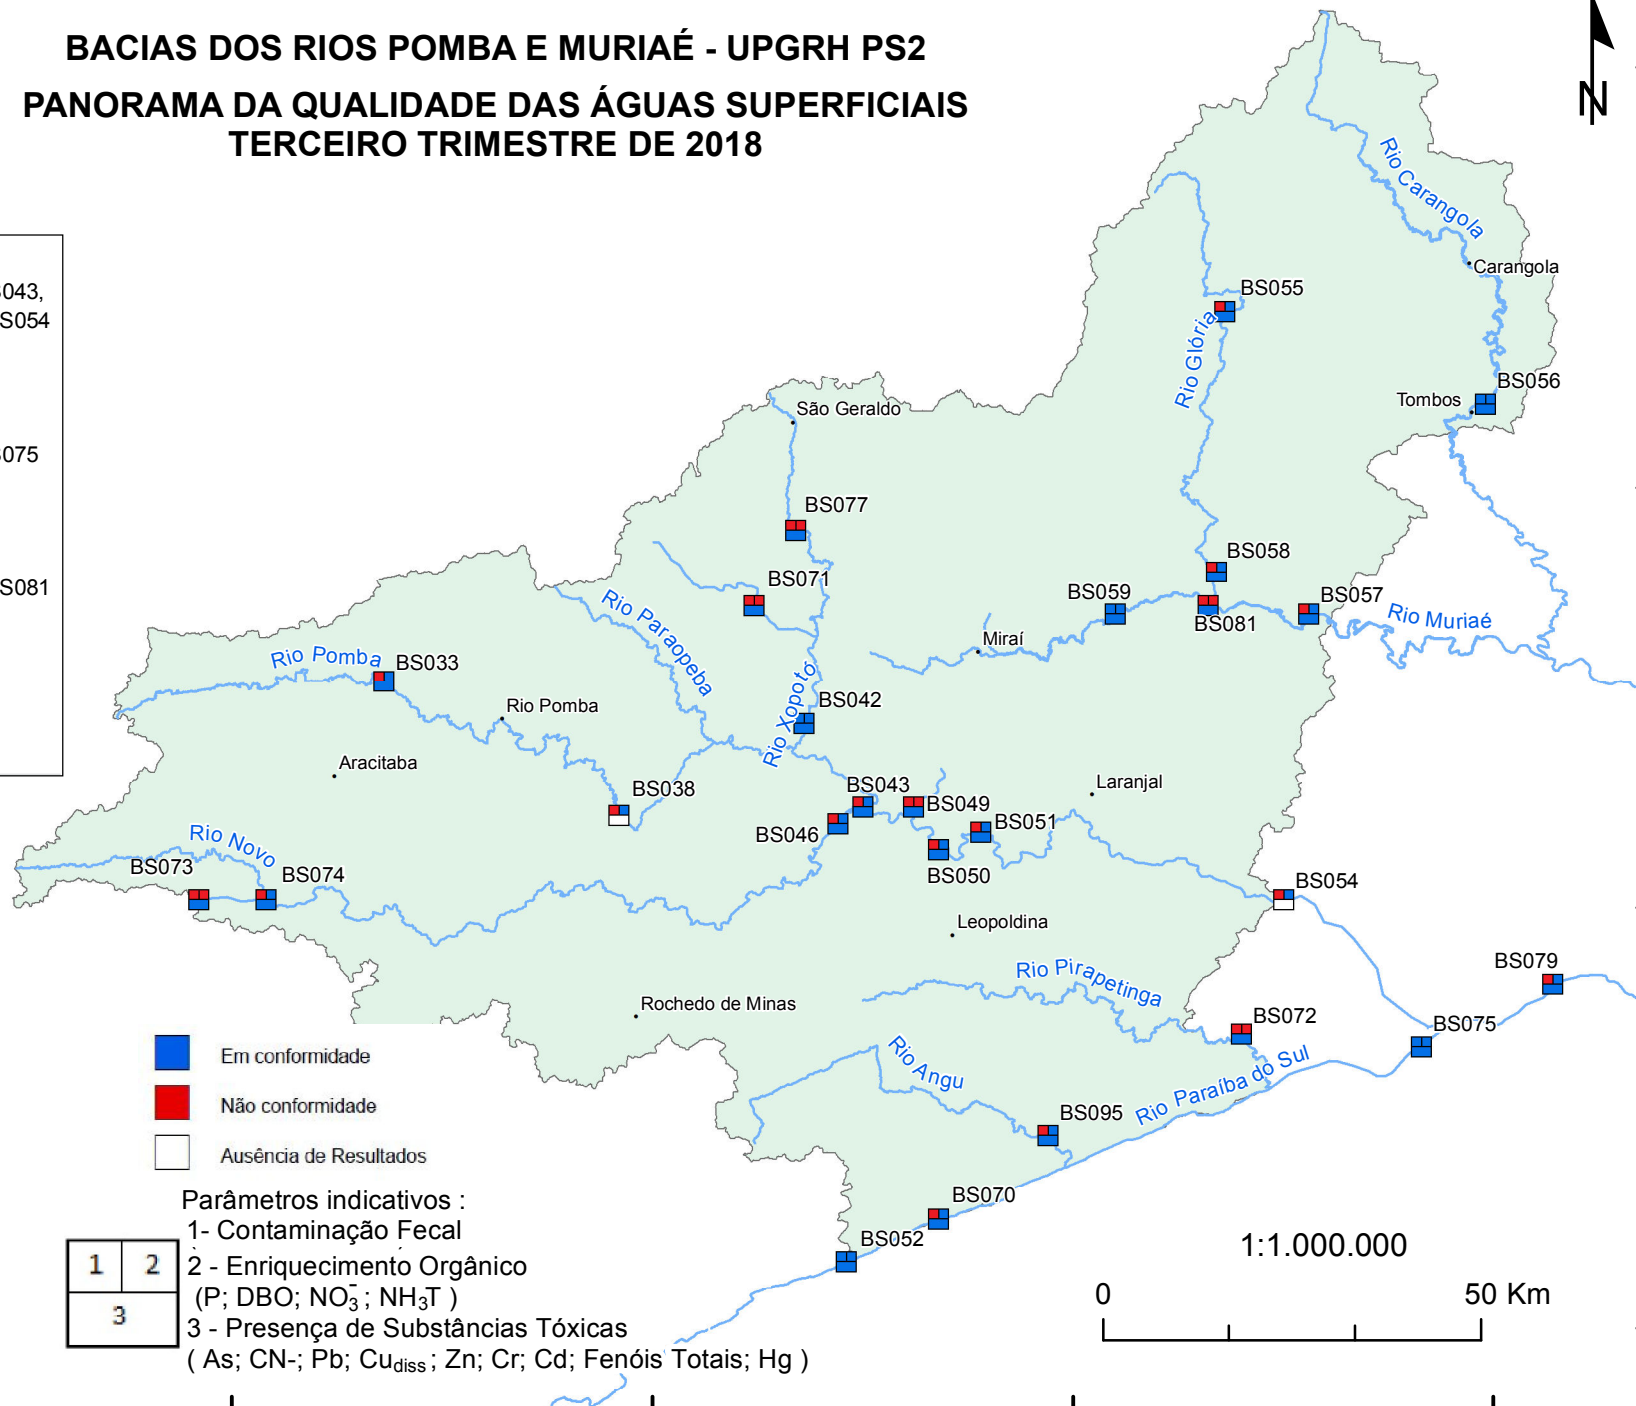 BACIAS DOS RIOS POMBA E MURIAÉ - UPGRH PS2
PANORAMA DA QUALIDADE DAS ÁGUAS SUPERFICIAIS
TERCEIRO TRIMESTRE DE 2018
N
043,
S054
075
S081
Rio Carangola
Carangola
BS055
Rio Glória
BS056
Tombos
São Geraldo
BS077
BS071
BS058
BS059
BS057
BS081
Rio Muriaé
Rio Paraopeba
Miraí
Rio Pomba
BS033
Rio Xopotó
BS042
Rio Pomba
Aracitaba
BS038
BS043
Laranjal
BS049
BS046
BS051
Rio Novo
BS073
BS074
BS050
BS054
Leopoldina
BS079
Rio Pirapetinga
Rochedo de Minas
BS072
BS075
Rio Angu
Rio Paraíba do Sul
BS095
BS070
BS052
Em conformidade
Não conformidade
Ausência de Resultados
Parâmetros indicativos :
1- Contaminação Fecal
1 2
2 - Enriquecimento Orgânico
(P; DBO; NO₃⁻; NH₃T )
3
3 - Presença de Substâncias Tóxicas
( As; CN-; Pb; Cu diss ; Zn; Cr; Cd; Fenóis Totais; Hg )
1:1.000.000
0 50 Km